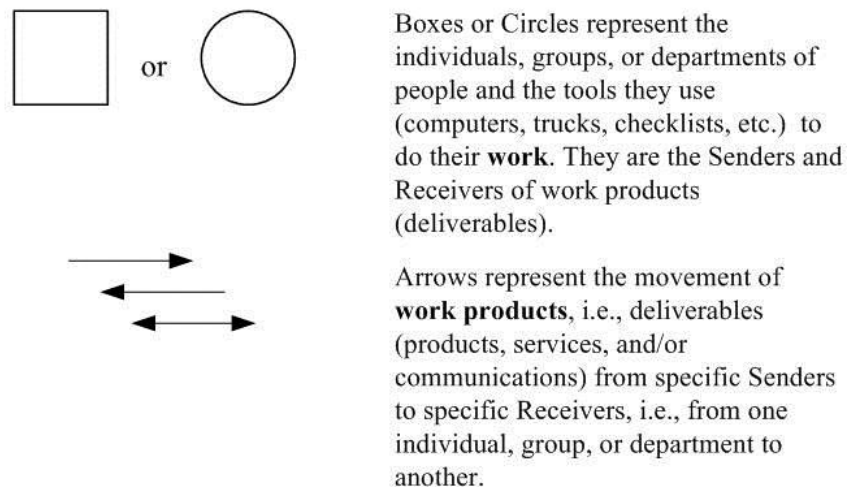 or
Boxes or Circles represent the
individuals, groups, or departments of
people and the tools they use
(computers, trucks, checklists, etc.) to
do their work. They are the Senders and
Receivers of work products
(deliverables).
Arrows represent the movement of
work products, i.e., deliverables
(products, services, and/or
communications) from specific Senders
to specific Receivers, i.e., from one
individual, group, or department to
another.